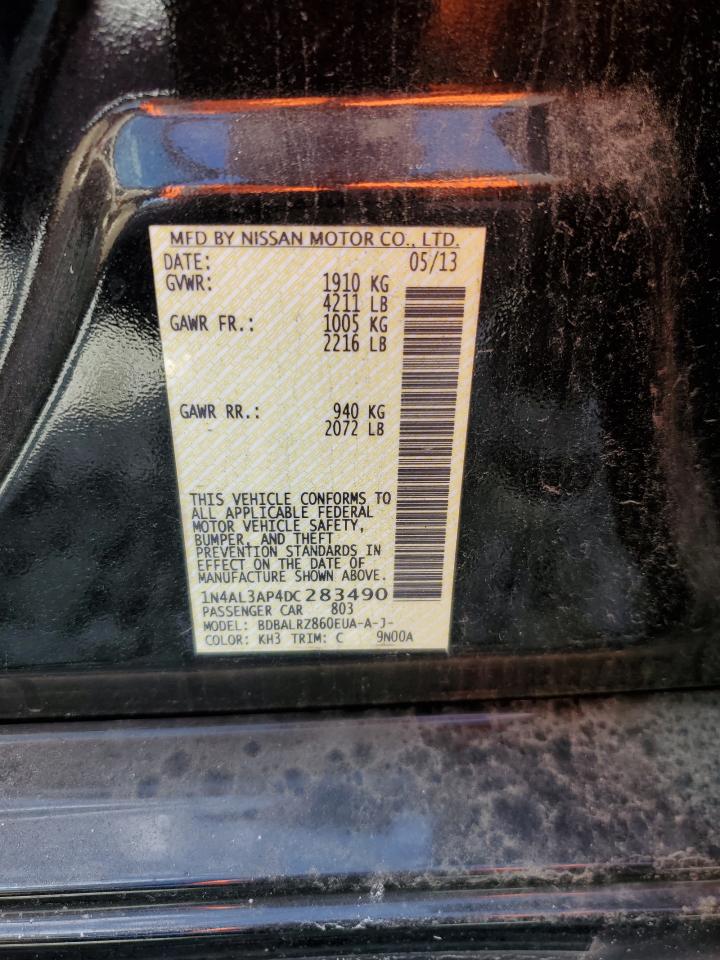 MFD BY NISSAN MOTOR CO., LTD.
DATE: 05/13
GVWR: 1910 KG
4211 LB
GAWR FR.: 1005 KG
2216 LB
GAWR RR.: 940 KG
2072 LB
THIS VEHICLE CONFORMS TO
ALL APPLICABLE FEDERAL
MOTOR VEHICLE SAFETY,
BUMPER, AND THEFT
PREVENTION STANDARDS IN
EFFECT ON THE DATE OF
MANUFACTURE SHOWN ABOVE.
1N4AL3AP4DC283490
PASSENGER CAR 803
MODEL: BDBALRZ860EUA-A-J-
COLOR: KH3 TRIM: C 9N00A